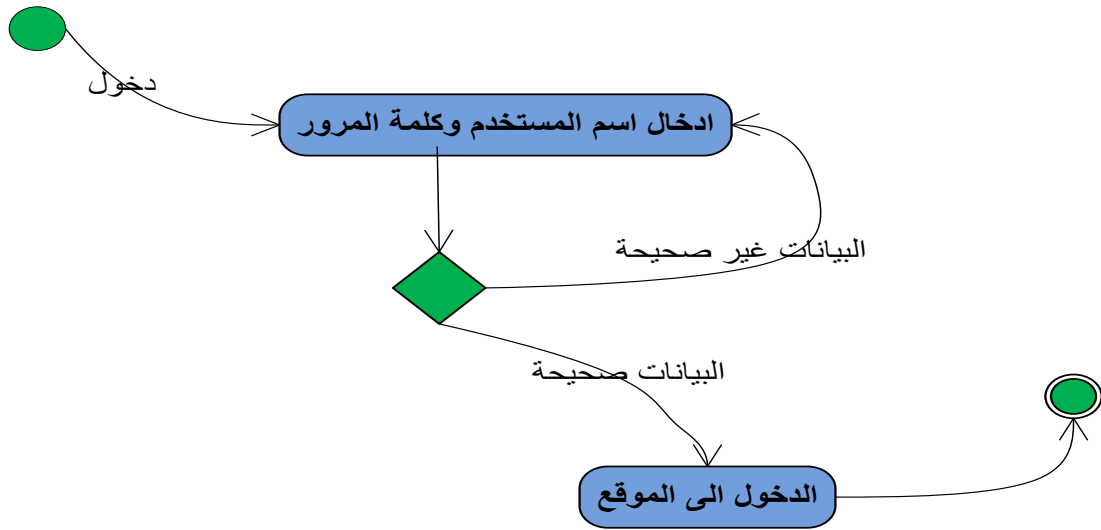 دخول
ادخال اسم المستخدم وكلمة المرور
البيانات غير صحيحة
البيانات صحيحة
الدخول الى الموقع